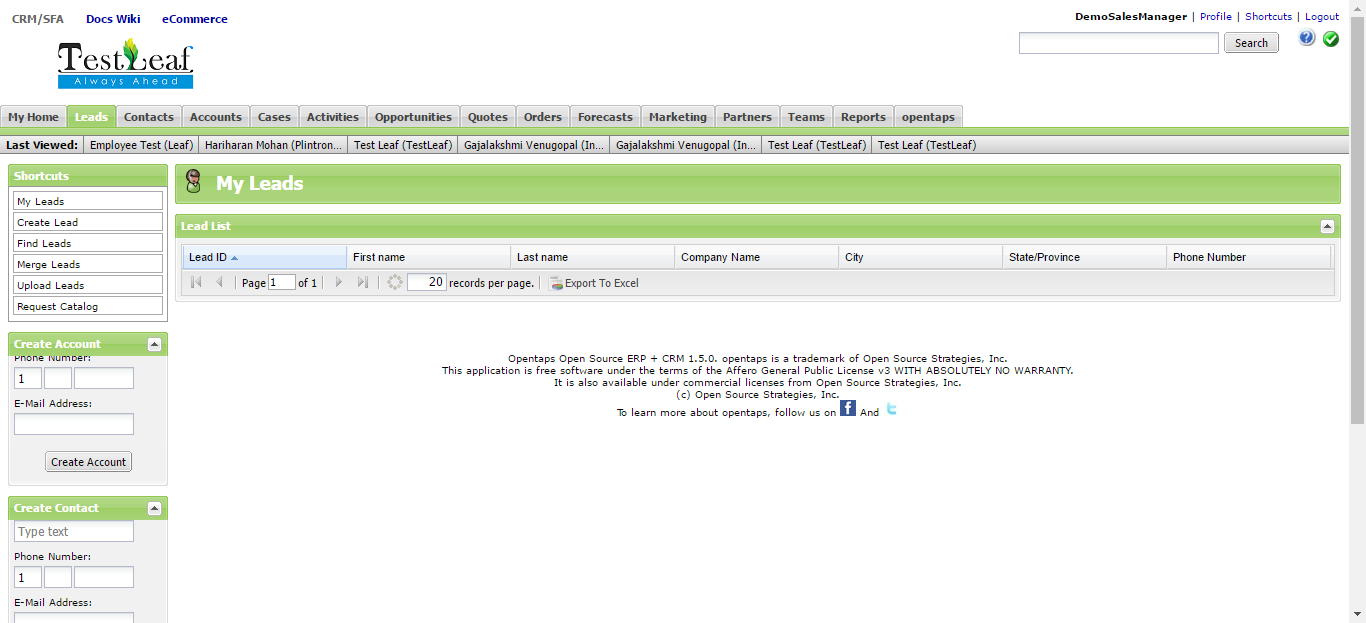 CRM/SFA Docs Wiki eCommerce
DemoSalesManager | Profile | Shortcuts | Logout
TestLeaf
Always Ahead
Search
My Home Leads Contacts Accounts Cases Activities Opportunities Quotes Orders Forecasts Marketing Partners Teams Reports opentaps
Last Viewed: Employee Test (Leaf) Hariharan Mohan (Plintron... Test Leaf (TestLeaf) Gajalakshmi Venugopal (In... Gajalakshmi Venugopal (In... Test Leaf (TestLeaf) Test Leaf (TestLeaf)
Shortcuts
My Leads
Create Lead
Find Leads
Merge Leads
Upload Leads
Request Catalog
Create Account
Phone Number:
1
E-Mail Address:
Create Account
Create Contact
Type text
Phone Number:
1
E-Mail Address:
My Leads
Lead List
Lead ID First name Last name Company Name City State/Province Phone Number
Page 1 of 1 20 records per page. Export To Excel
Opentaps Open Source ERP + CRM 1.5.0. opentaps is a trademark of Open Source Strategies, Inc.
This application is free software under the terms of the Affero General Public License v3 WITH ABSOLUTELY NO WARRANTY.
It is also available under commercial licenses from Open Source Strategies, Inc.
(c) Open Source Strategies, Inc.
To learn more about opentaps, follow us on f And t